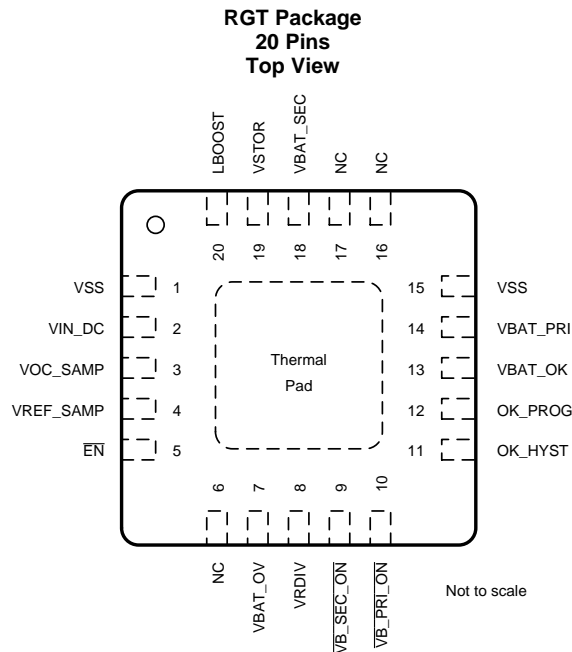 RGT Package
20 Pins
Top View
LBOOST
VSTOR
VBAT_SEC
NC
NC
20
19
18
17
16
VSS 1
VIN_DC 2
VOC_SAMP 3
VREF_SAMP 4
EN 5
Thermal
Pad
15 VSS
14 VBAT_PRI
13 VBAT_OK
12 OK_PROG
11 OK_HYST
6
7
8
9
10
NC
VBAT_OV
VRDIV
VB_SEC_ON
VB_PRI_ON
Not to scale